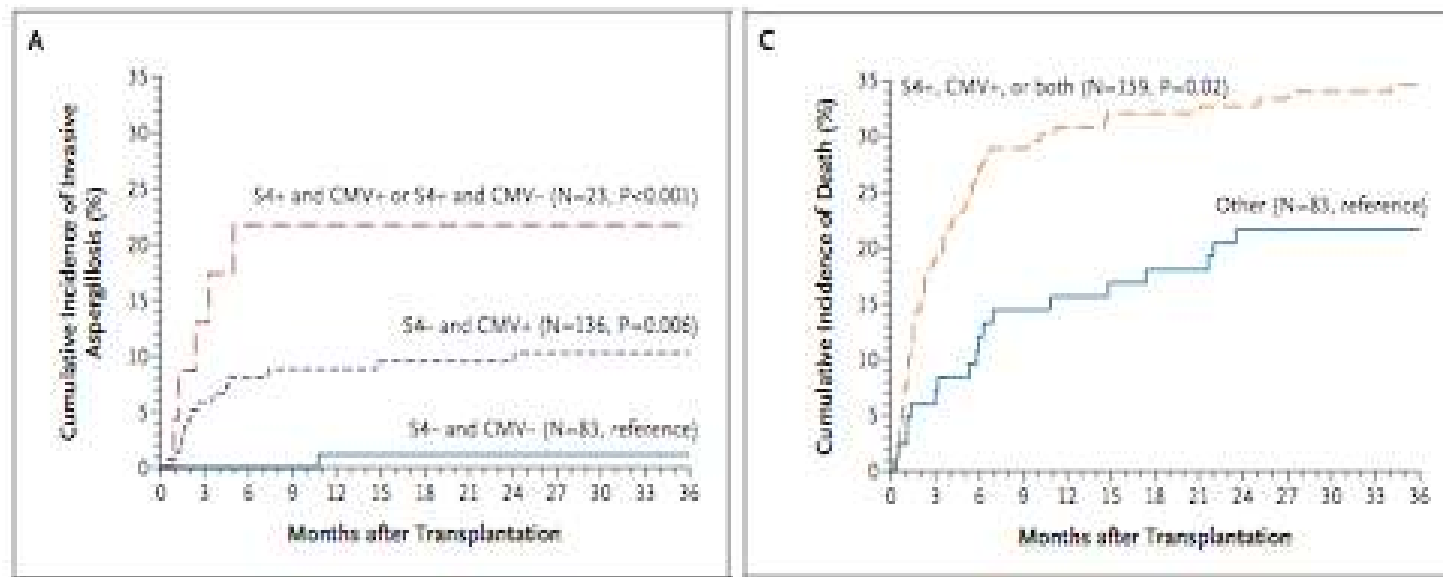 A
Cumulative Incidence of Invasive
Aspergillosis (%)
35
30
25
20
15
10
5
0
S4+ and CMV+ or S4+ and CMV– (N=23, P<0.001)
S4– and CMV+ (N=136, P=0.006)
S4– and CMV– (N=83, reference)
0 3 6 9 12 15 18 21 24 27 30 33 36
Months after Transplantation
C
Cumulative Incidence of Death (%)
35
30
25
20
15
10
5
0
S4+, CMV+, or both (N=159, P=0.02)
Other (N=83, reference)
0 3 6 9 12 15 18 21 24 27 30 33 36
Months after Transplantation